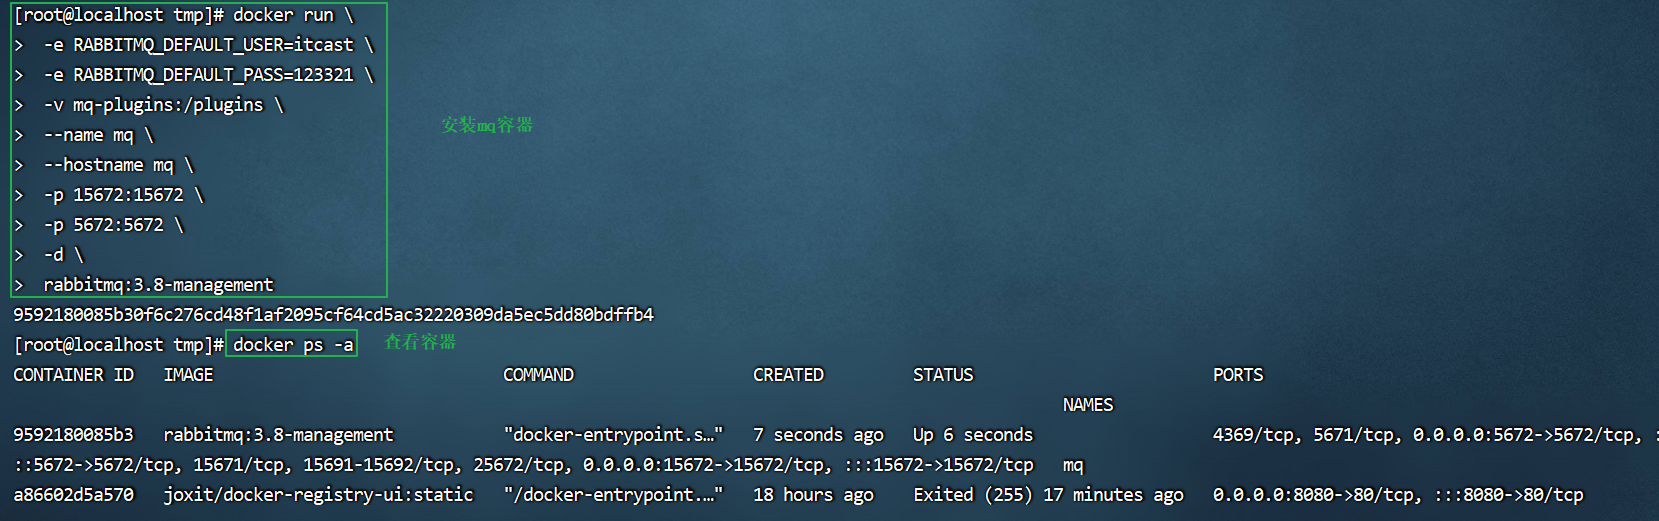 [root@localhost tmp]# docker run \
>  -e RABBITMQ_DEFAULT_USER=itcast \
>  -e RABBITMQ_DEFAULT_PASS=123321 \
>  -v mq-plugins:/plugins \
安装mq容器
>  --name mq \
>  --hostname mq \
>  -p 15672:15672 \
>  -p 5672:5672 \
>  -d \
>  rabbitmq:3.8-management
9592180085b30f6c276cd48f1af2095cf64cd5ac32220309da5ec5dd80bdffb4
[root@localhost tmp]# docker ps -a 查看容器
CONTAINER ID   IMAGE   COMMAND   CREATED   STATUS   PORTS
NAMES
9592180085b3   rabbitmq:3.8-management   "docker-entrypoint.s…"   7 seconds ago   Up 6 seconds   4369/tcp, 5671/tcp, 0.0.0.0:5672->5672/tcp, :
::5672->5672/tcp, 15671/tcp, 15691-15692/tcp, 25672/tcp, 0.0.0.0:15672->15672/tcp, :::15672->15672/tcp   mq
a86602d5a570   joxit/docker-registry-ui:static   "/docker-entrypoint.…"   18 hours ago   Exited (255) 17 minutes ago   0.0.0.0:8080->80/tcp, :::8080->80/tcp